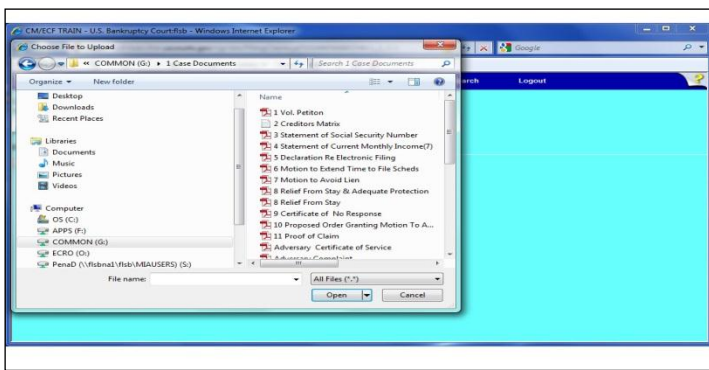 CM/ECF TRAIN - U.S. Bankruptcy Court:flsb - Windows Internet Explorer
Choose File to Upload
Google
« COMMON (G:) ▸ 1 Case Documents
Search 1 Case Documents
Organize
New folder
arch
Logout
Desktop
Downloads
Recent Places
Libraries
Documents
Music
Pictures
Videos
Computer
OS (C:)
APPS (F:)
COMMON (G:)
ECRO (O:)
PenaD (\\flsbna1\flsb\MIAUSERS) (S:)
Name
1 Vol. Petiton
2 Creditors Matrix
3 Statement of Social Security Number
4 Statement of Current Monthly Income(7)
5 Declaration Re Electronic Filing
6 Motion to Extend Time to File Scheds
7 Motion to Avoid Lien
8 Relief From Stay & Adequate Protection
8 Relief From Stay
9 Certificate of No Response
10 Proposed Order Granting Motion To A...
11 Proof of Claim
Adversary Certificate of Service
Adversary Complaint
File name:
All Files (*.*)
Open
Cancel